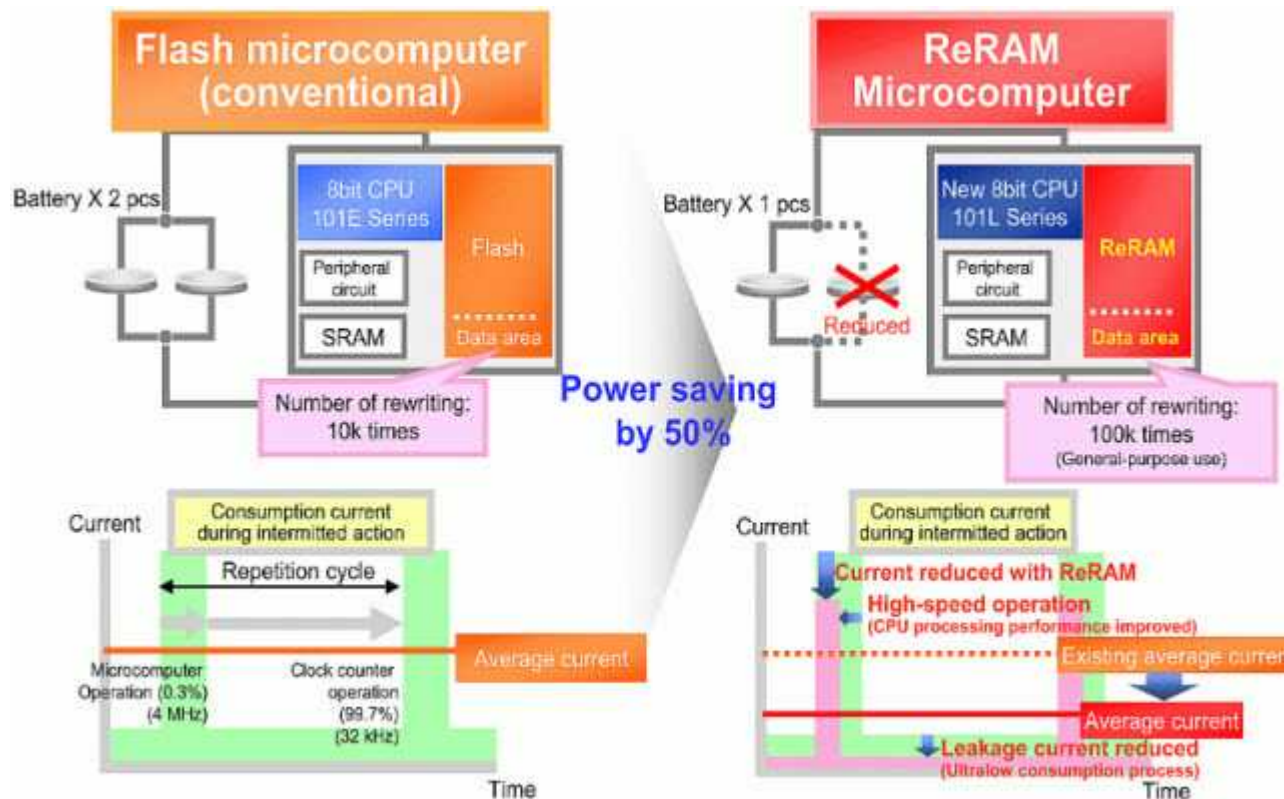 Flash microcomputer
(conventional)
Battery X 2 pcs
8bit CPU
101E Series
Flash
Peripheral
circuit
SRAM
Data area
Number of rewriting:
10k times
Power saving
by 50%
ReRAM
Microcomputer
Battery X 1 pcs
New 8bit CPU
101L Series
ReRAM
Peripheral
circuit
Reduced
SRAM
Data area
Number of rewriting:
100k times
(General-purpose use)
Current
Consumption current
during intermitted action
Repetition cycle
Average current
Microcomputer
Operation (0.3%)
(4 MHz)
Clock counter
operation
(99.7%)
(32 kHz)
Time
Current
Consumption current
during intermitted action
Current reduced with ReRAM
High-speed operation
(CPU processing performance improved)
Existing average current
Average current
Leakage current reduced
(Ultralow consumption process)
Time